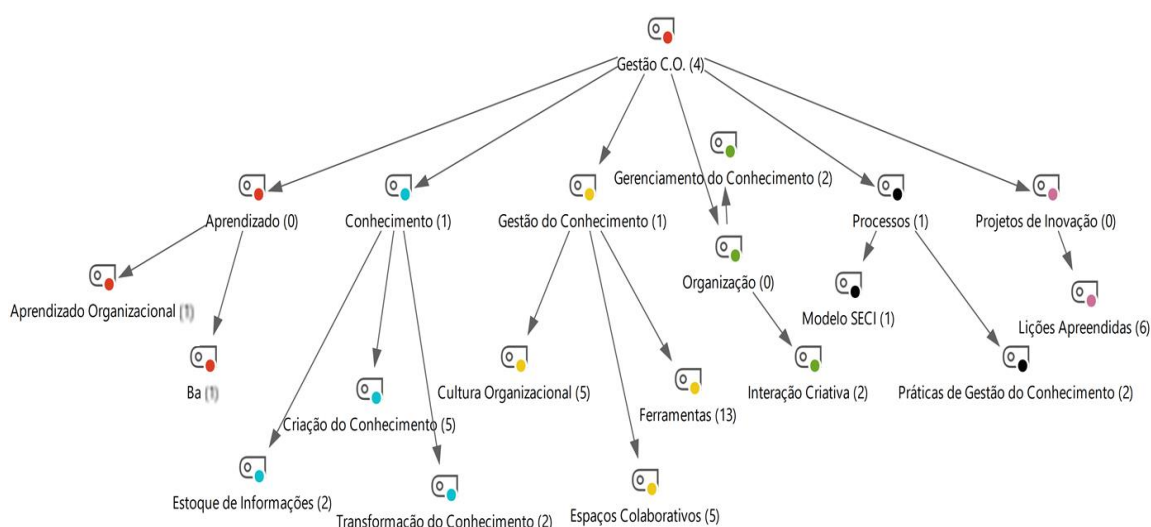 Gestão C.O. (4)
Gerenciamento do Conhecimento (2)
Aprendizado (0)
Conhecimento (1)
Gestão do Conhecimento (1)
Processos (1)
Projetos de Inovação (0)
Organização (0)
Aprendizado Organizacional (1)
Modelo SECI (1)
Lições Apreendidas (6)
Ba (1)
Cultura Organizacional (5)
Interação Criativa (2)
Práticas de Gestão do Conhecimento (2)
Ferramentas (13)
Criação do Conhecimento (5)
Estoque de Informações (2)
Transformação do Conhecimento (2)
Espaços Colaborativos (5)